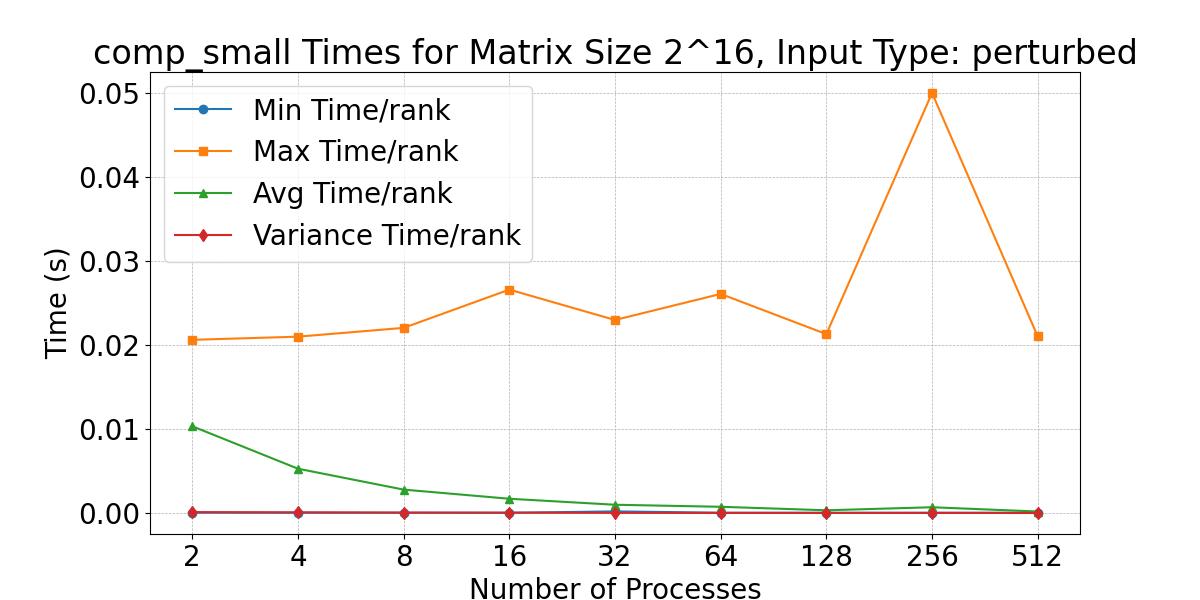 comp_small Times for Matrix Size 2^16, Input Type: perturbed
Min Time/rank
Max Time/rank
Avg Time/rank
Variance Time/rank
Time (s)
0.05
0.04
0.03
0.02
0.01
0.00
2 4 8 16 32 64 128 256 512
Number of Processes